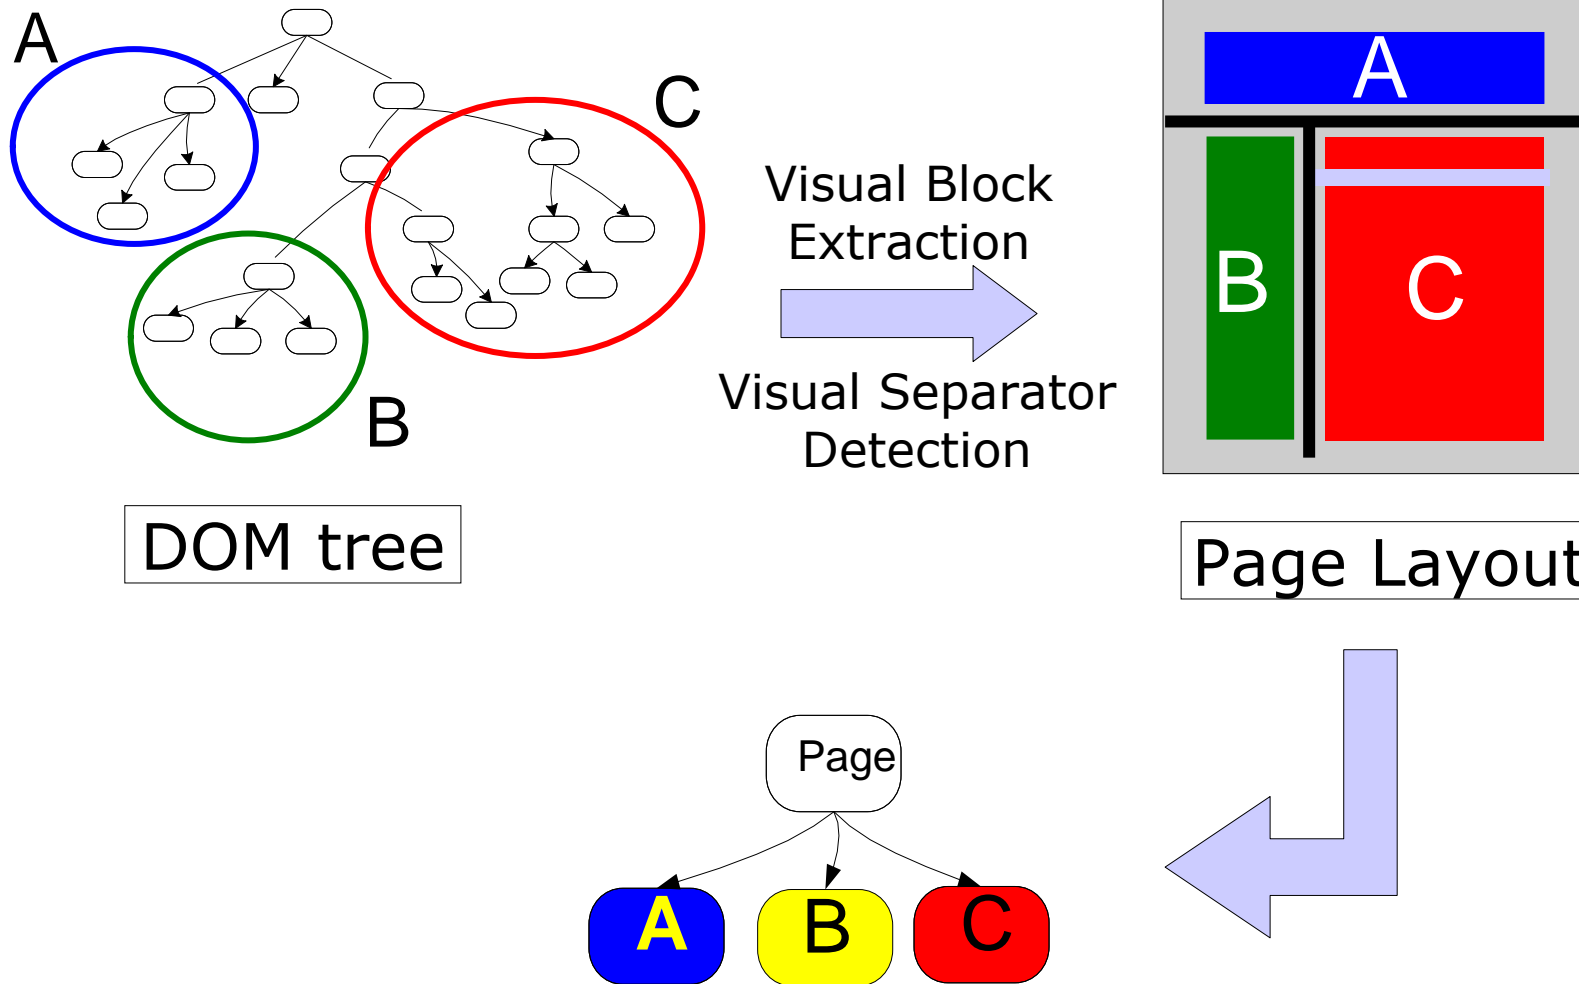 A
C
B
DOM tree
Visual Block
Extraction
Visual Separator
Detection
A
B
C
Page Layout
Page
A
B
C